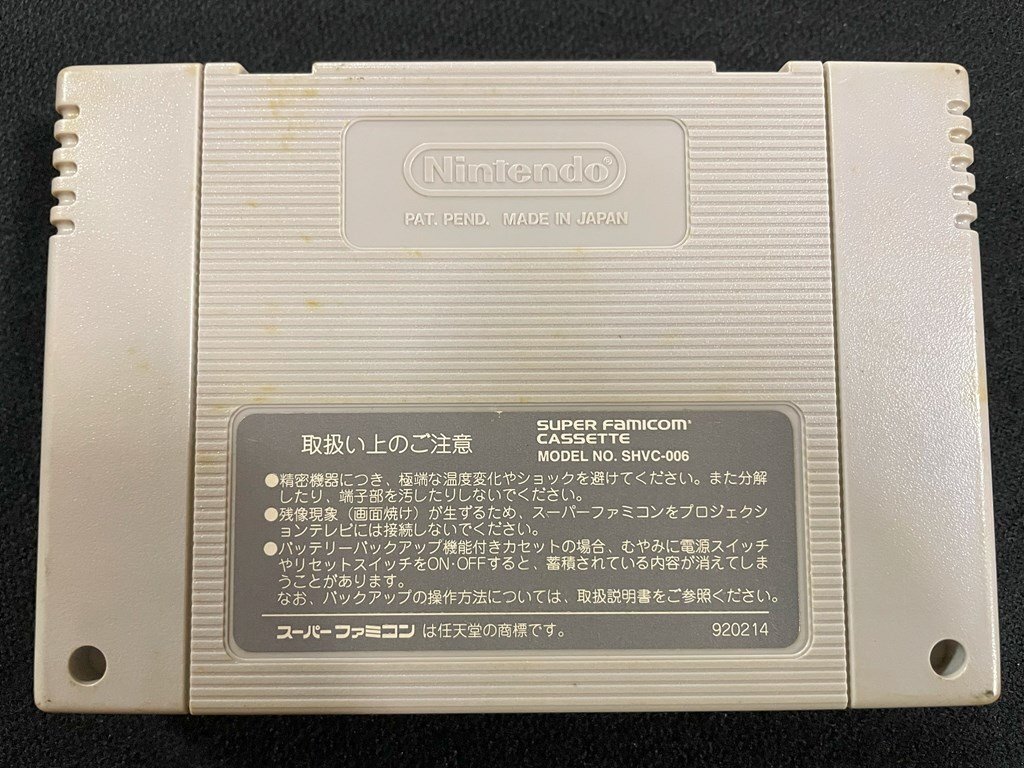 Nintendo®
PAT. PEND. MADE IN JAPAN
取扱い上のご注意
SUPER FAMICOM®
CASSETTE
MODEL NO. SHVC-006
●精密機器につき、極端な温度変化やショックを避けてください。また分解
したり、端子部を汚したりしないでください。
●残像現象（画面焼け）が生ずるため、スーパーファミコンをプロジェクシ
ョンテレビには接続しないでください。
●バッテリーバックアップ機能付きカセットの場合、むやみに電源スイッチ
やリセットスイッチをON·OFFすると、蓄積されている内容が消えてしま
うことがあります。
なお、バックアップの操作方法については、取扱説明書をご参照ください。
スーパーファミコン は任天堂の商標です。
920214